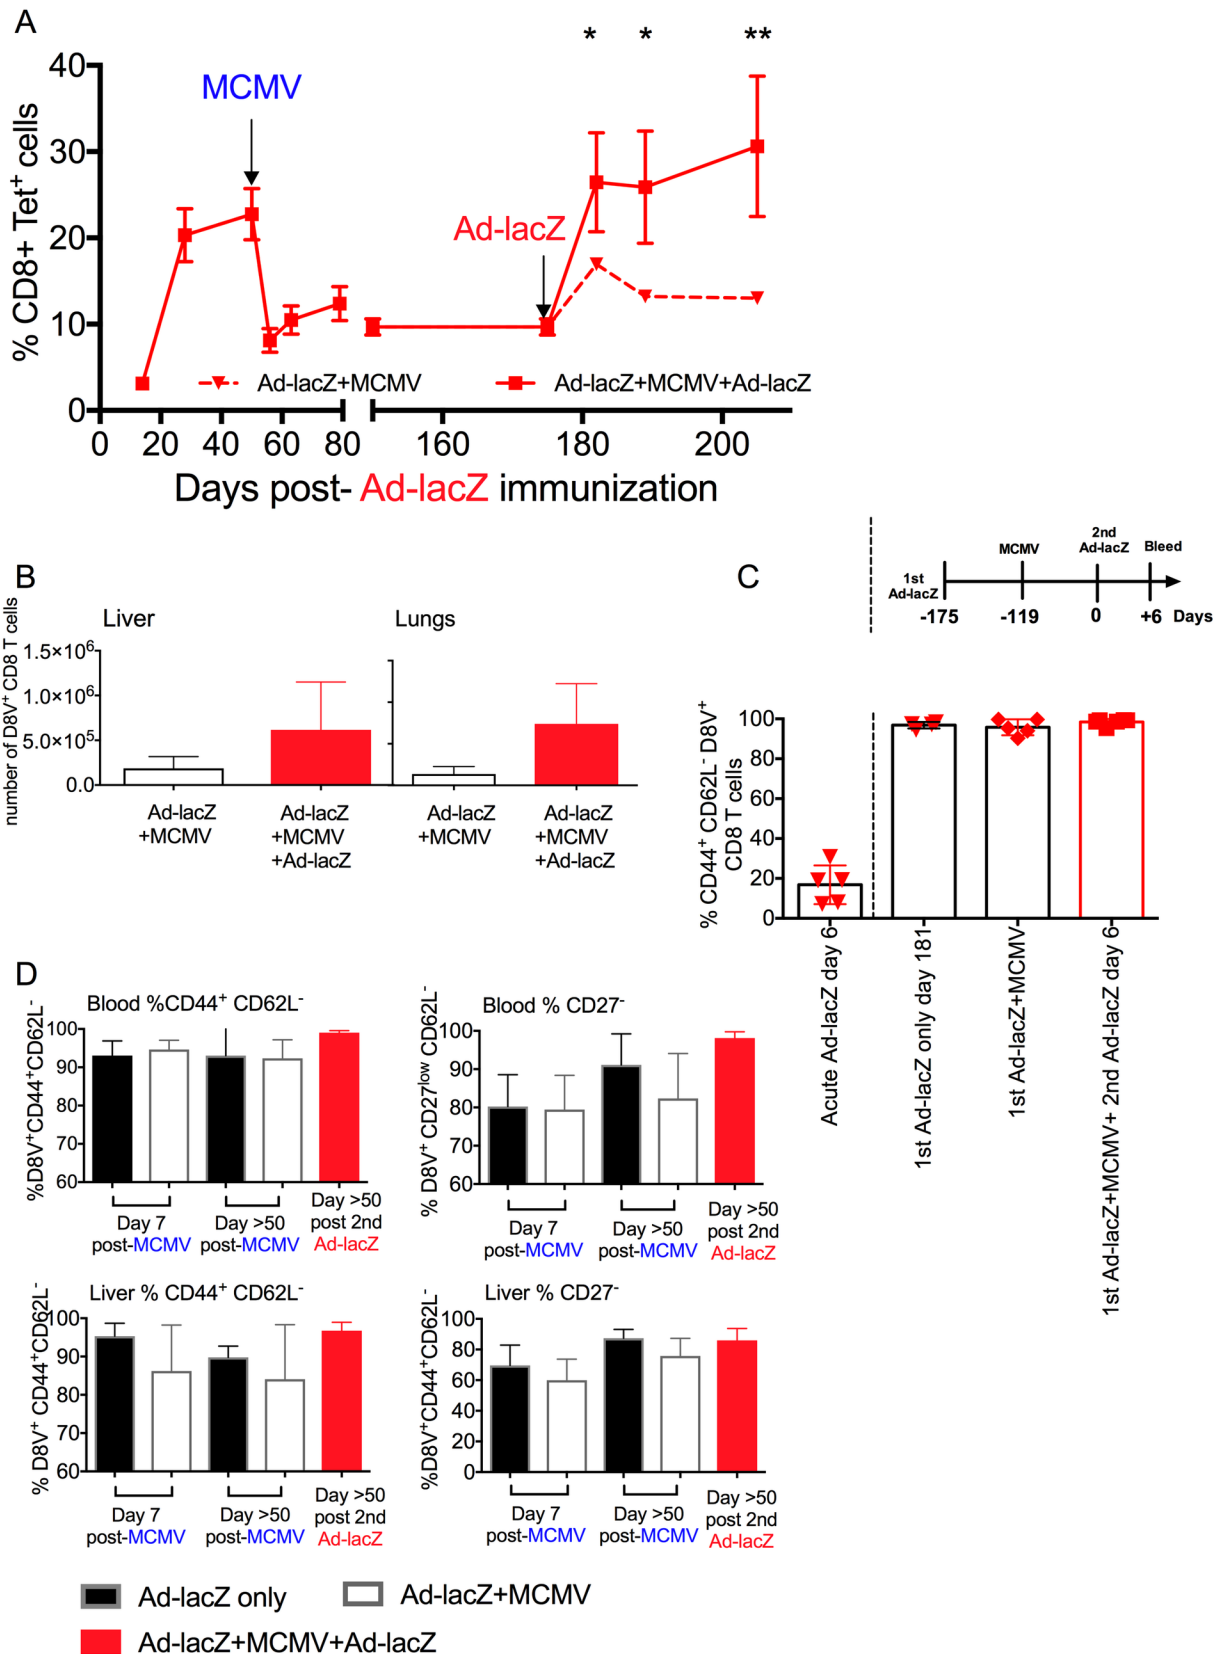 A
* * **
MCMV
Ad-lacZ
% CD8+ Tet⁺ cells
40
30
20
10
0
Ad-lacZ+MCMV
Ad-lacZ+MCMV+Ad-lacZ
0 20 40 60 80 160 180 200
Days post- Ad-lacZ immunization
B
Liver
Lungs
number of D8V⁺ CD8 T cells
1.5×10⁶
1.0×10⁶
5.0×10⁵
0.0
Ad-lacZ
+MCMV
Ad-lacZ
+MCMV
+Ad-lacZ
Ad-lacZ
+MCMV
Ad-lacZ
+MCMV
+Ad-lacZ
C
1st
Ad-lacZ
MCMV
2nd
Ad-lacZ
Bleed
-175 -119 0 +6 Days
% CD44⁺ CD62L⁻ D8V⁺
CD8 T cells
100
80
60
40
20
0
Acute Ad-lacZ day 6
1st Ad-lacZ only day 181
1st Ad-lacZ+MCMV
1st Ad-lacZ+MCMV+ 2nd Ad-lacZ day 6
D
Blood %CD44⁺ CD62L⁻
%D8V⁺CD44⁺CD62L⁻
100
90
80
70
60
Day 7
post-MCMV
Day >50
post-MCMV
Day >50
post 2nd
Ad-lacZ
Blood % CD27⁻
% D8V⁺ CD27ˡᵒʷ CD62L⁻
100
90
80
70
60
Day 7
post-MCMV
Day >50
post-MCMV
Day >50
post 2nd
Ad-lacZ
Liver % CD44⁺ CD62L⁻
% D8V⁺ CD44⁺CD62L⁻
100
90
80
70
60
Day 7
post-MCMV
Day >50
post-MCMV
Day >50
post 2nd
Ad-lacZ
Liver % CD27⁻
%D8V⁺CD44⁺CD62L⁻
100
80
60
40
20
0
Day 7
post-MCMV
Day >50
post-MCMV
Day >50
post 2nd
Ad-lacZ
Ad-lacZ only
Ad-lacZ+MCMV
Ad-lacZ+MCMV+Ad-lacZ